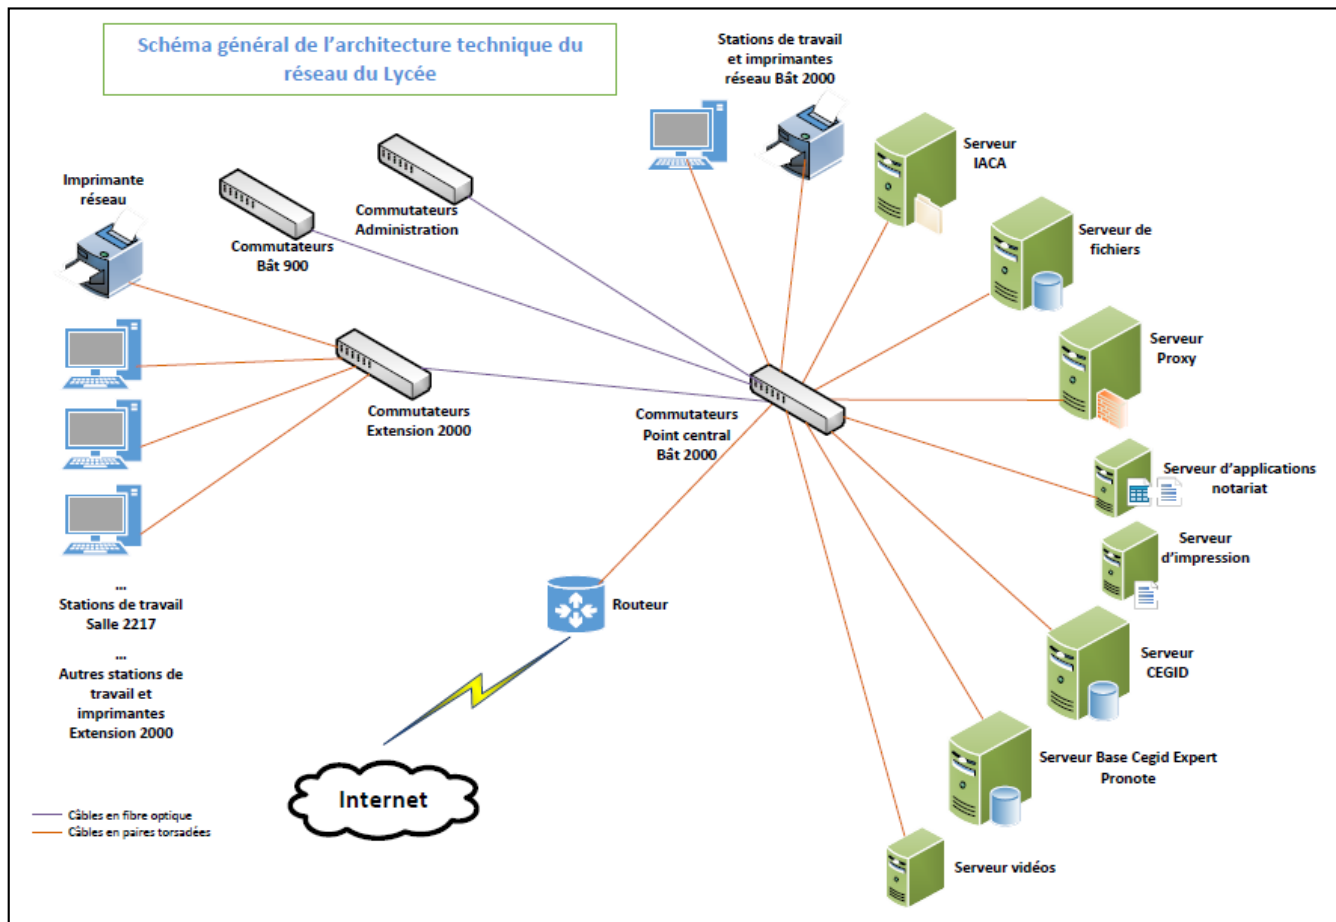 Schéma général de l'architecture technique du
réseau du Lycée
Stations de travail
et imprimantes
réseau Bât 2000
Serveur
IACA
Imprimante
réseau
Commutateurs
Administration
Commutateurs
Bât 900
Serveur de
fichiers
Serveur
Proxy
Commutateurs
Extension 2000
Commutateurs
Point central
Bât 2000
Serveur d'applications
notariat
Serveur
d'impression
...
Stations de travail
Salle 2217
...
Autres stations de
travail et
imprimantes
Extension 2000
Routeur
Serveur
CEGID
Serveur Base Cegid Expert
Pronote
Internet
Câbles en fibre optique
Câbles en paires torsadées
Serveur vidéos